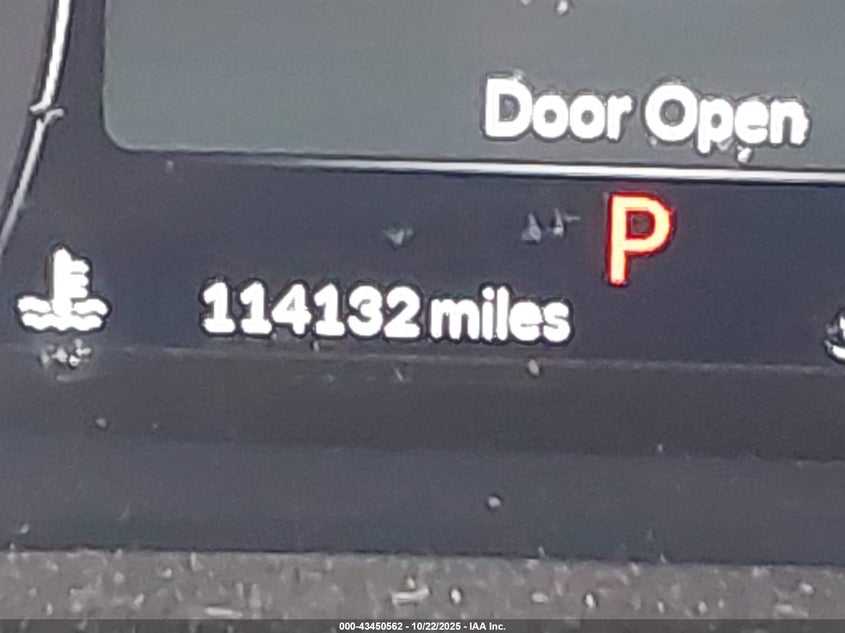 Door Open
P
114132 miles
000-43450562 - 10/22/2025 - IAA Inc.